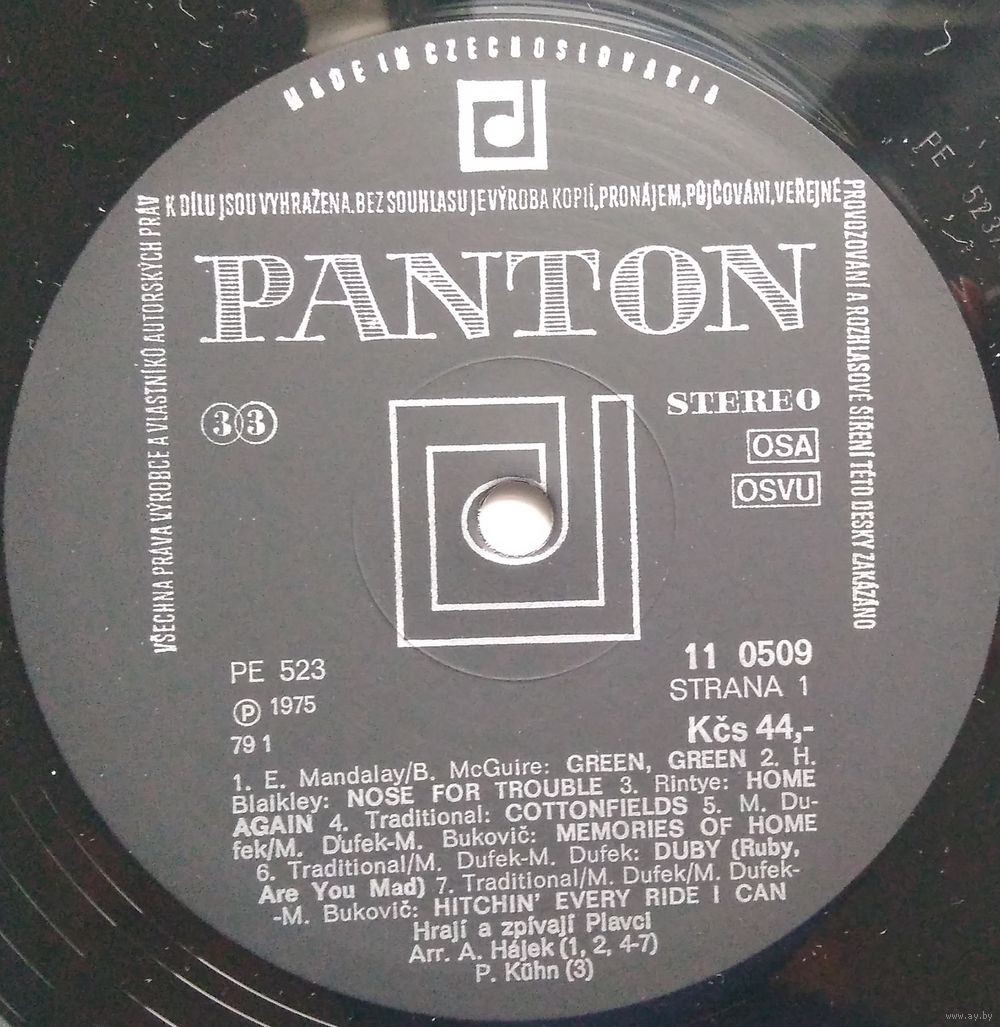 MADE IN CZECHOSLOVAKIA
VŠECHNA PRÁVA VÝROBCE A VLASTNÍKŮ AUTORSKÝCH PRÁV
K DÍLU JSOU VYHRAŽENA. BEZ SOUHLASU JE VÝROBA KOPIÍ, PRONÁJEM, PŮJČOVÁNÍ, VEŘEJNÉ
PROVOZOVÁNÍ A ROZHLASOVÉ ŠÍŘENÍ TÉTO DESKY ZAKÁZÁNO
PANTON
33
STEREO
OSA
OSVU
PE 523
Ⓟ 1975
79 1
11 0509
STRANA 1
Kčs 44,-
1. E. Mandalay/B. McGuire: GREEN, GREEN 2. H.
Blaikley: NOSE FOR TROUBLE 3. Rintye: HOME
AGAIN 4. Traditional: COTTONFIELDS 5. M. Du-
fek/M. Dufek-M. Bukovič: MEMORIES OF HOME
6. Traditional/M. Dufek-M. Dufek: DUBY (Ruby,
Are You Mad) 7. Traditional/M. Dufek/M. Dufek-
-M. Bukovič: HITCHIN' EVERY RIDE I CAN
Hrají a zpívají Plavci
Arr. A. Hájek (1, 2, 4-7)
P. Kühn (3)
PE 523
www.ay.by